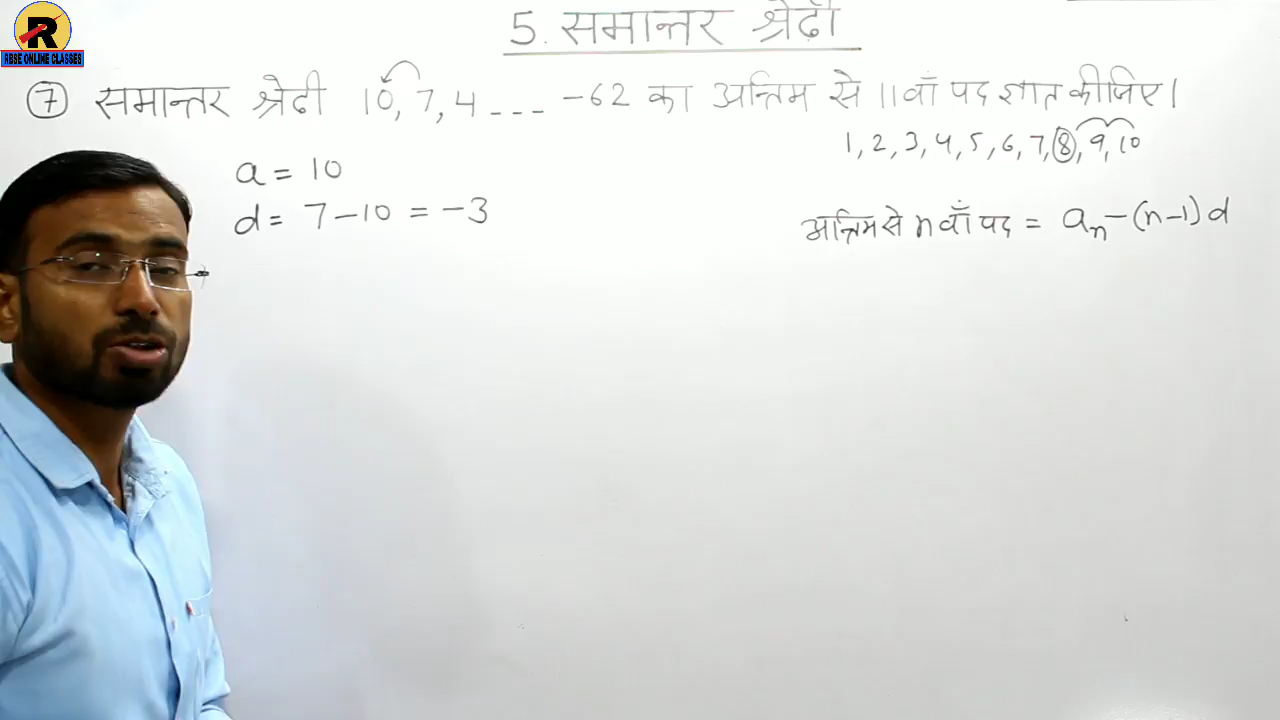 R
RBSE ONLINE CLASSES
5. समान्तर श्रेढ़ी
7 समान्तर श्रेढी 10, 7, 4 --- -62 का अन्तिम से 11वाँ पद ज्ञात कीजिए।
1, 2, 3, 4, 5, 6, 7, 8, 9, 10
a = 10
d = 7-10 = -3
अन्तिम से n वाँ पद = aₙ-(n-1)d